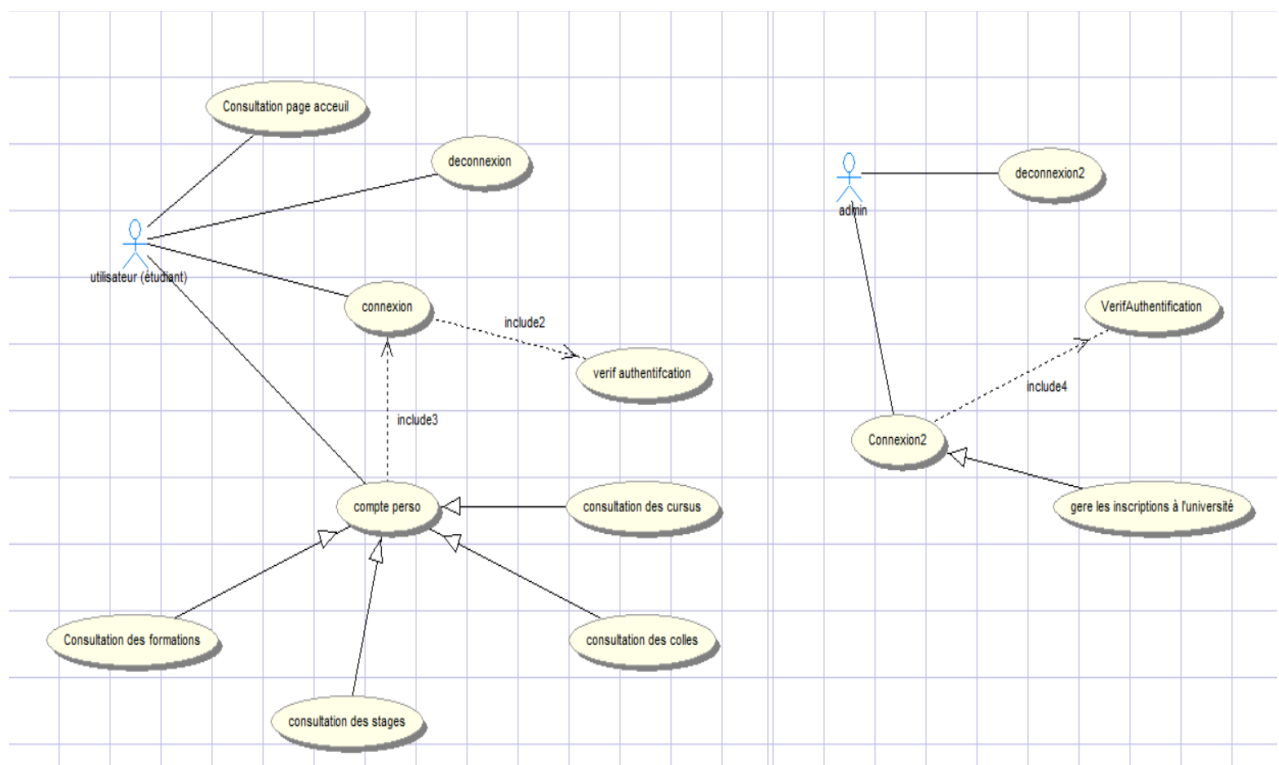 Consultation page acceuil
deconnexion
utilisateur (étudiant)
connexion
include2
verif authentifcation
include3
compte perso
consultation des cursus
Consultation des formations
consultation des colles
consultation des stages
admin
deconnexion2
VerifAuthentification
include4
Connexion2
gere les inscriptions à l'université